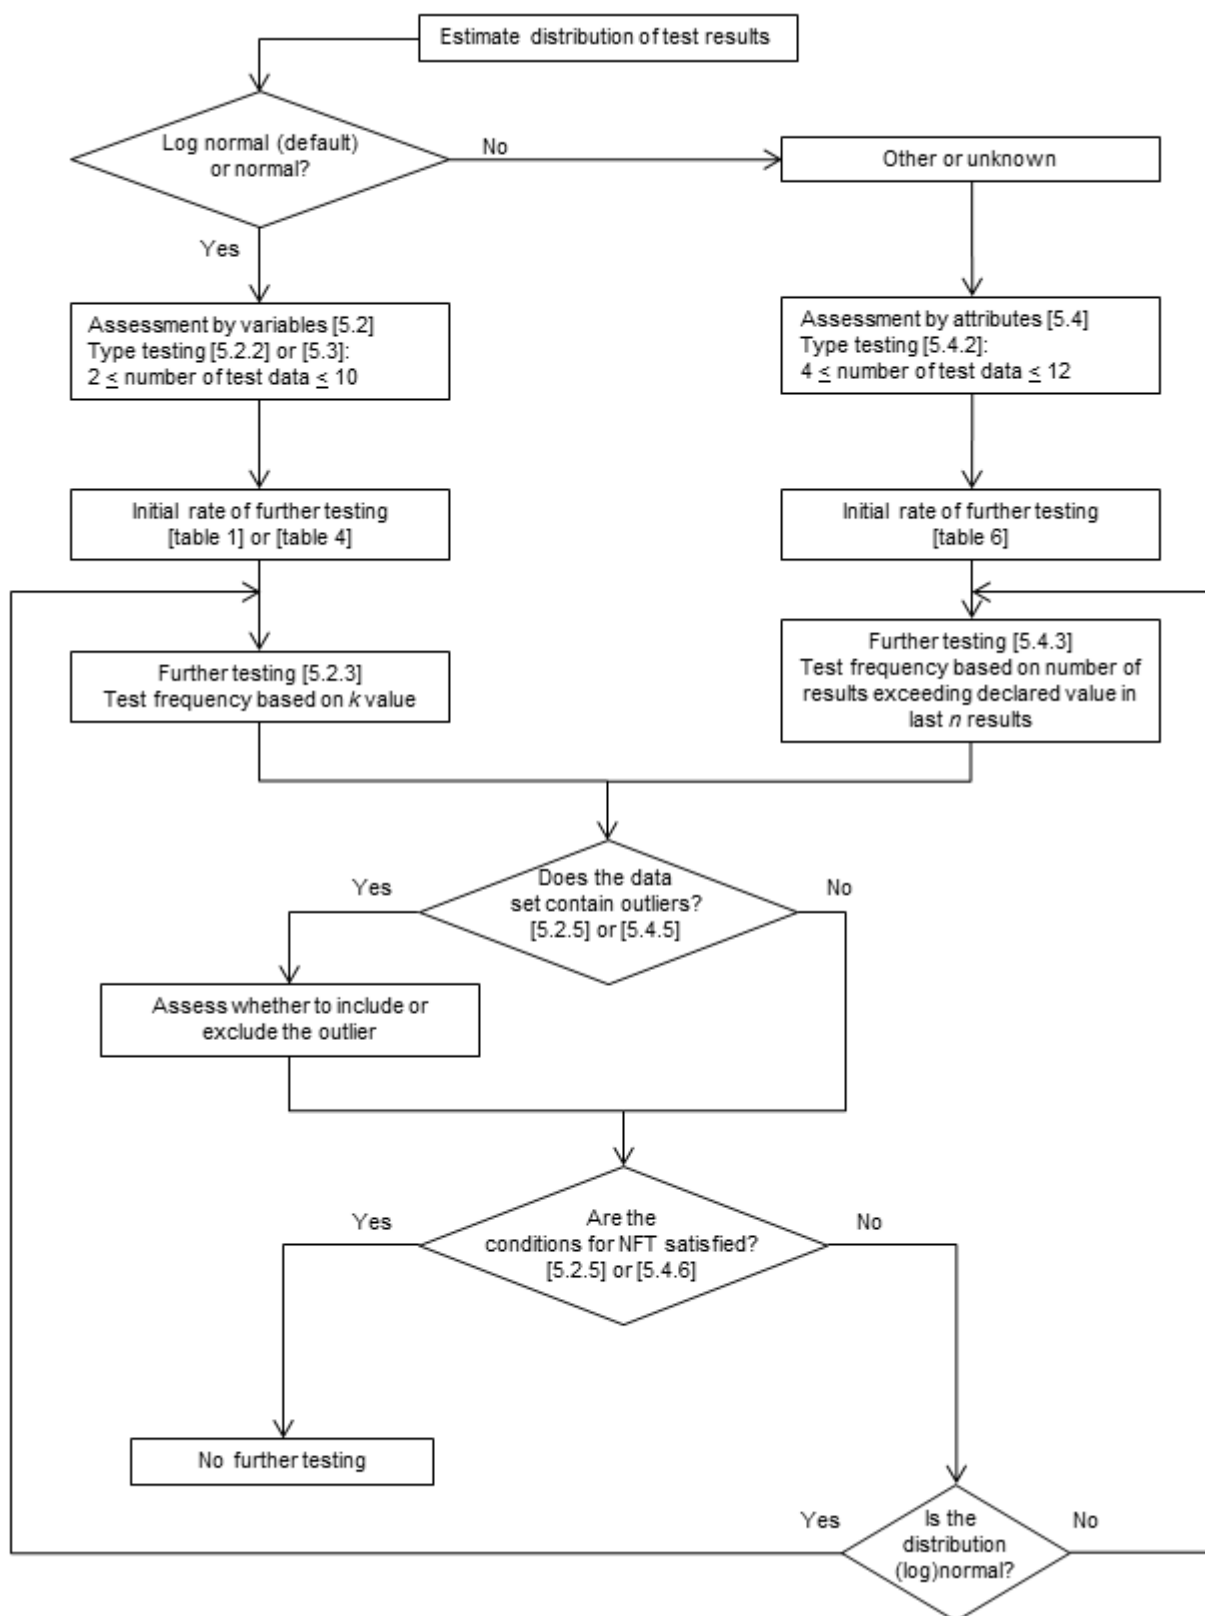 Estimate distribution of test results
Log normal (default)
or normal?
No
Other or unknown
Yes
Assessment by variables [5.2]
Type testing [5.2.2] or [5.3]:
2 ≤ number of test data ≤ 10
Assessment by attributes [5.4]
Type testing [5.4.2]:
4 ≤ number of test data ≤ 12
Initial rate of further testing
[table 1] or [table 4]
Initial rate of further testing
[table 6]
Further testing [5.2.3]
Test frequency based on k value
Further testing [5.4.3]
Test frequency based on number of
results exceeding declared value in
last n results
Yes
Does the data
set contain outliers?
[5.2.5] or [5.4.5]
No
Assess whether to include or
exclude the outlier
Yes
Are the
conditions for NFT satisfied?
[5.2.5] or [5.4.6]
No
No further testing
Yes
Is the
distribution
(log)normal?
No